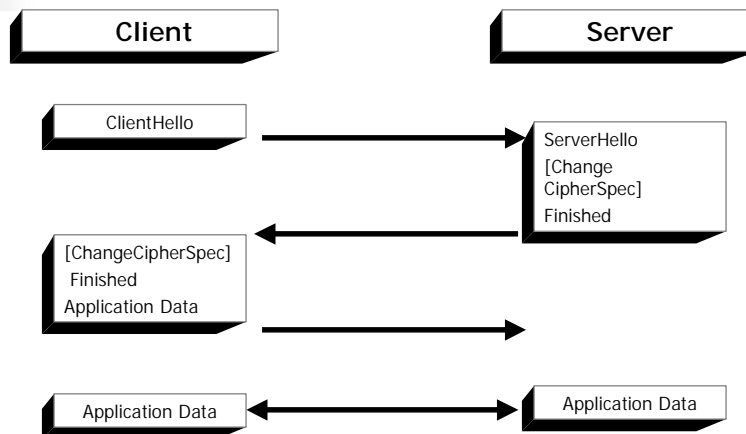 Client
Server
ClientHello
ServerHello
[Change
CipherSpec]
Finished
[ChangeCipherSpec]
Finished
Application Data
Application Data
Application Data